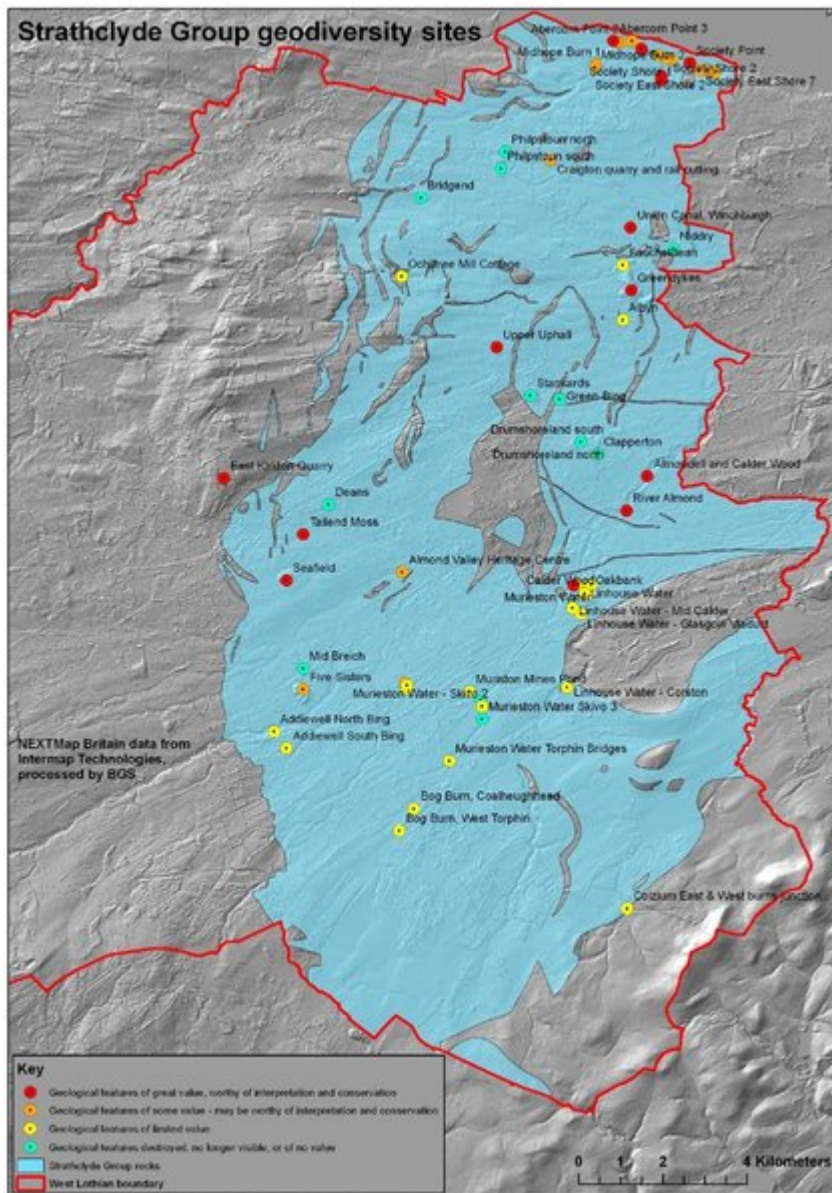 Strathclyde Group geodiversity sites
Abercorn Point 3
Midhope Burn 1
Society Point
Society Shore 2
Society East Shore 2
Society East Shore 7
Philpstoun north
Philpstoun south
Craigton quarry and rail cutting
Bridgend
Union Canal, Winchburgh
Niddry
Ochiltree Mill Cottage
Greendykes
Albyn
Upper Uphall
Stankards
Green Bing
Drumshoreland south
Clapperton
Drumshoreland north
Almondell and Calder Wood
East Kirkton Quarry
Deans
River Almond
Tailend Moss
Almond Valley Heritage Centre
Seafield
Calder Wood
Oakbank
Linhouse Water
Murieston Water
Linhouse Water - Mid Calder
Linhouse Water - Glasgow Viaduct
Mid Breich
Five Sisters
Murieston Water - Skivo 2
Linhouse Water - Corston
Murieston Water Skivo 3
Addiewell North Bing
Addiewell South Bing
NEXTMap Britain data from
Intermap Technologies,
processed by BGS
Murieston Water Torphin Bridges
Bog Burn, Coalheughhead
Bog Burn, West Torphin
Colzium East & West burns junction
Key
Geological features of great value, worthy of interpretation and conservation
Geological features of some value - may be worthy of interpretation and conservation
Geological features of limited value
Geological features destroyed, no longer visible, or of no value
Strathclyde Group rocks
West Lothian boundary
0 1 2 4 Kilometers